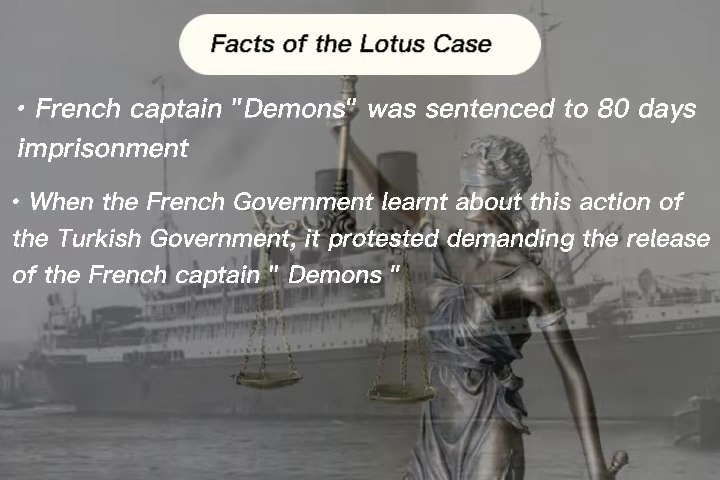 Facts of the Lotus Case
• French captain "Demons" was sentenced to 80 days
imprisonment
• When the French Government learnt about this action of
the Turkish Government, it protested demanding the release
of the French captain " Demons "